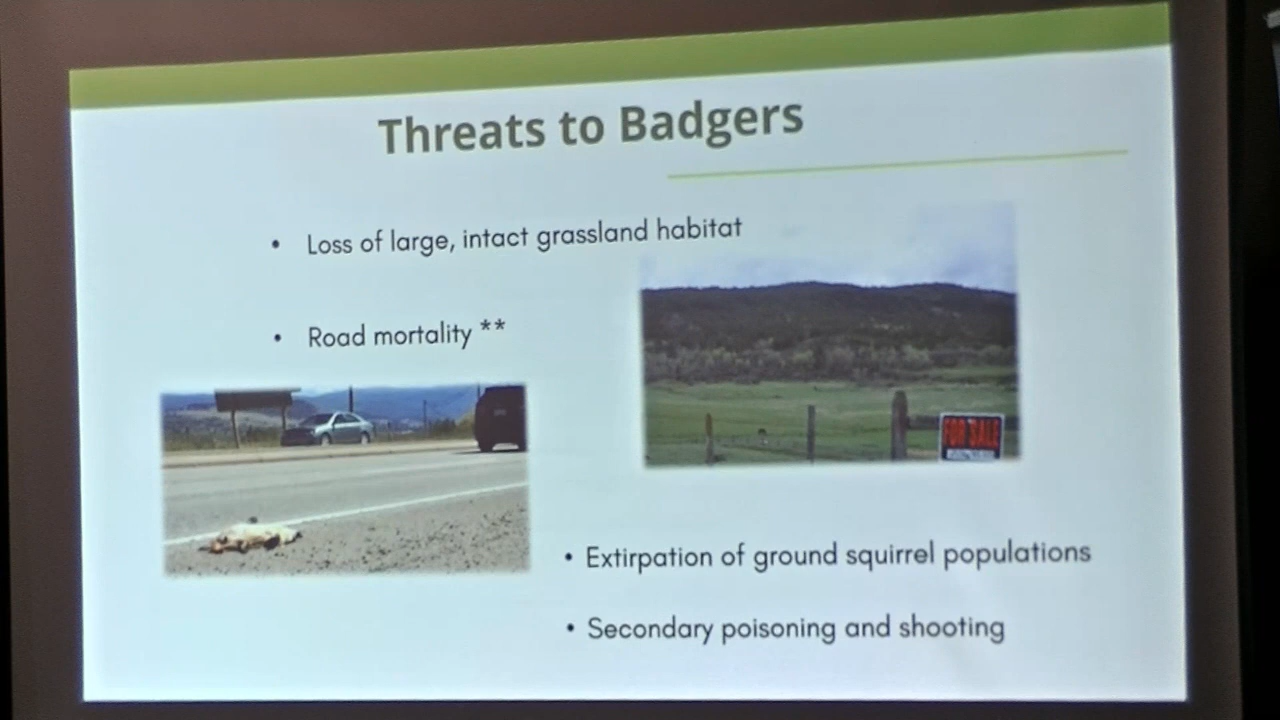 Threats to Badgers
• Loss of large, intact grassland habitat
• Road mortality **
FOR SALE
• Extirpation of ground squirrel populations
• Secondary poisoning and shooting